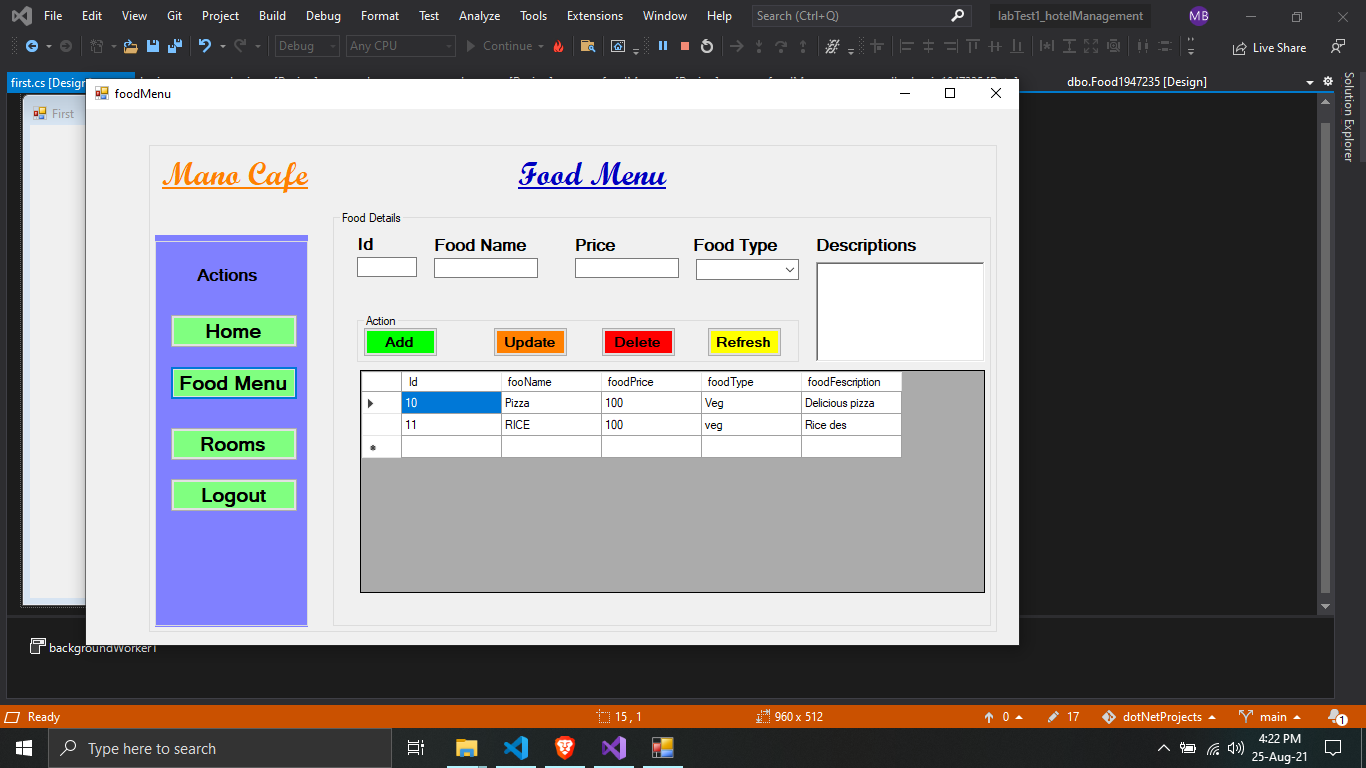 File Edit View Git Project Build Debug Format Test Analyze Tools Extensions Window Help Search (Ctrl+Q) labTest1_hotelManagement MB
Debug Any CPU Continue Live Share
first.cs [Design] dbo.Food1947235 [Design]
Solution Explorer
First
foodMenu
Mano Cafe Food Menu
Food Details
Id Food Name Price Food Type Descriptions
Actions
Home
Food Menu
Rooms
Logout
Action
Add Update Delete Refresh
Id fooName foodPrice foodType foodFescription
10 Pizza 100 Veg Delicious pizza
11 RICE 100 veg Rice des
backgroundWorker1
Ready 15 , 1 960 x 512 0 17 dotNetProjects main 1
Type here to search 4:22 PM
25-Aug-21